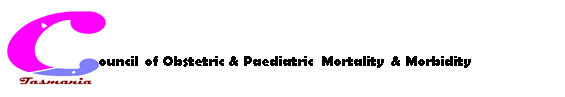 Council of Obstetric & Paediatric Mortality & Morbidity
Tasmania